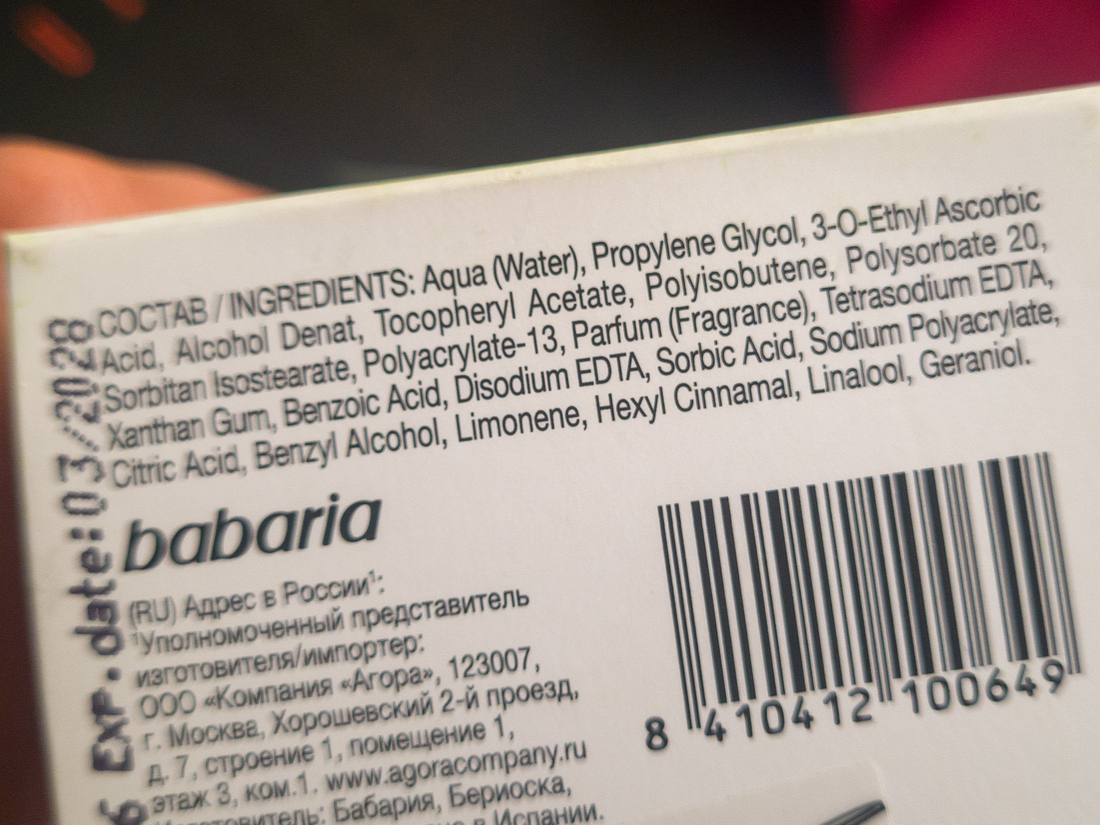 СОСТАВ / INGREDIENTS: Aqua (Water), Propylene Glycol, 3-O-Ethyl Ascorbic
Acid, Alcohol Denat, Tocopheryl Acetate, Polyisobutene, Polysorbate 20,
Sorbitan Isostearate, Polyacrylate-13, Parfum (Fragrance), Tetrasodium EDTA,
Xanthan Gum, Benzoic Acid, Disodium EDTA, Sorbic Acid, Sodium Polyacrylate,
Citric Acid, Benzyl Alcohol, Limonene, Hexyl Cinnamal, Linalool, Geraniol.
Exp. date: 03/2028
babaria
(RU) Адрес в России¹:
¹Уполномоченный представитель
изготовителя/импортер:
ООО «Компания «Агора», 123007,
г. Москва, Хорошевский 2-й проезд,
д. 7, строение 1, помещение 1,
этаж 3, ком.1. www.agoracompany.ru
Изготовитель: Бабария, Бериоска,
в Испании.
8 410412 100649